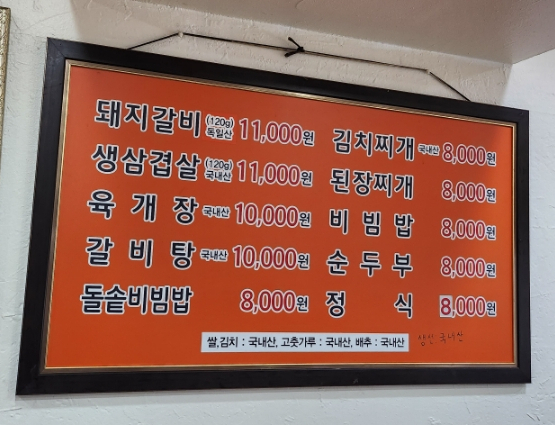 돼지갈비 (120g) 독일산 11,000원
생삼겹살 (120g) 국내산 11,000원
육개장 국내산 10,000원
갈비탕 국내산 10,000원
돌솥비빔밥 8,000원
김치찌개 국내산 8,000원
된장찌개 8,000원
비빔밥 8,000원
순두부 8,000원
정식 8,000원
쌀,김치 : 국내산, 고춧가루 : 국내산, 배추 : 국내산
국내산